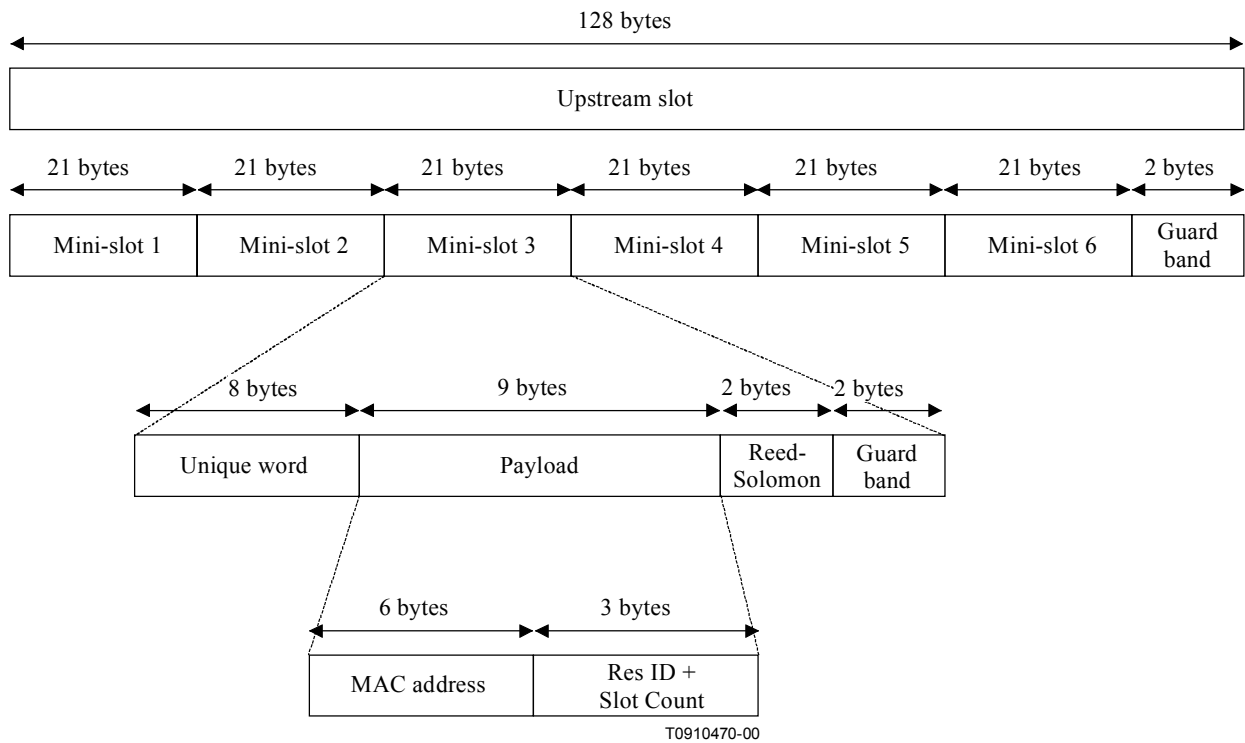 128 bytes
Upstream slot
21 bytes 21 bytes 21 bytes 21 bytes 21 bytes 21 bytes 2 bytes
Mini-slot 1 Mini-slot 2 Mini-slot 3 Mini-slot 4 Mini-slot 5 Mini-slot 6 Guard band
8 bytes 9 bytes 2 bytes 2 bytes
Unique word Payload Reed-Solomon Guard band
6 bytes 3 bytes
MAC address Res ID + Slot Count
T0910470-00